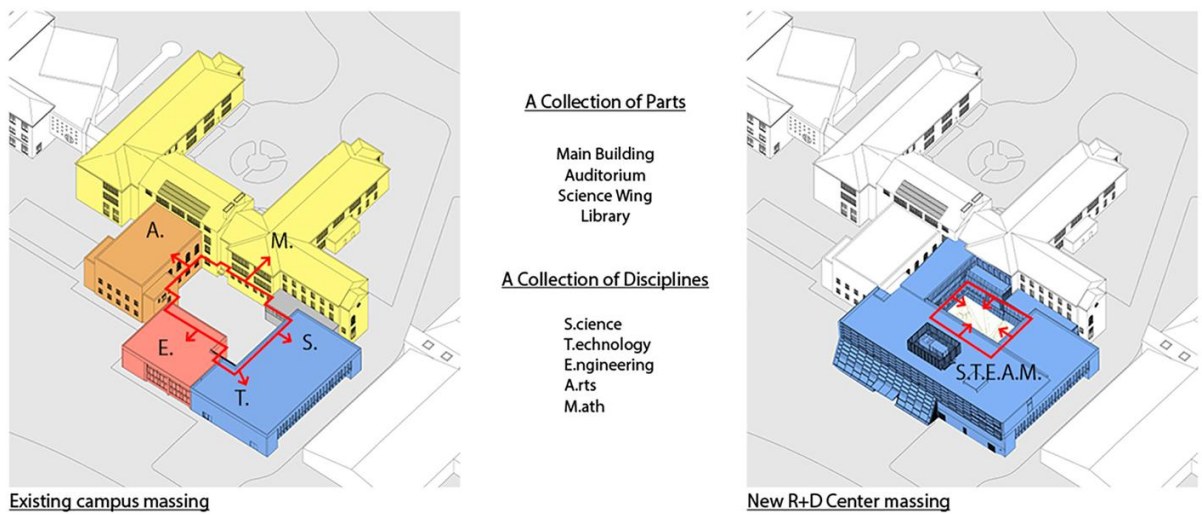 A.
M.
E.
S.
T.
Existing campus massing
A Collection of Parts
Main Building
Auditorium
Science Wing
Library
A Collection of Disciplines
S.cience
T.echnology
E.ngineering
A.rts
M.ath
S.T.E.A.M.
New R+D Center massing